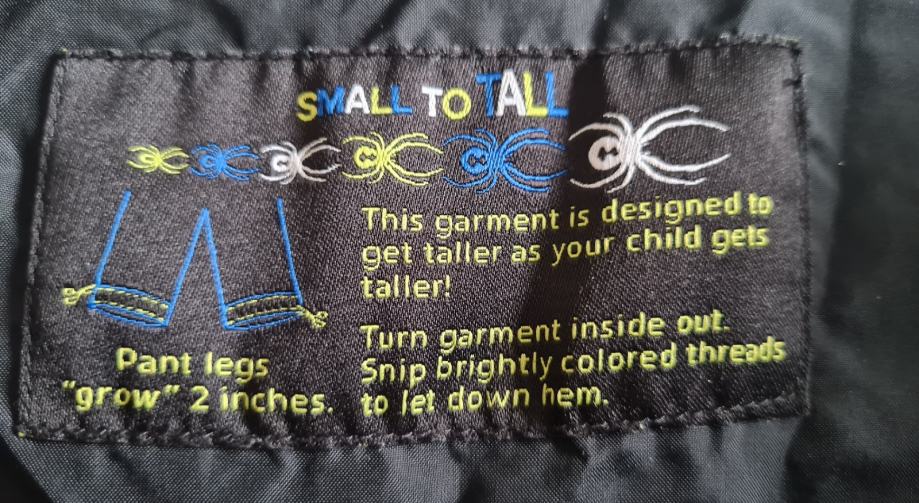 SMALL TO TALL
This garment is designed to
get taller as your child gets
taller!
Turn garment inside out.
Snip brightly colored threads
to let down hem.
Pant legs
"grow" 2 inches.